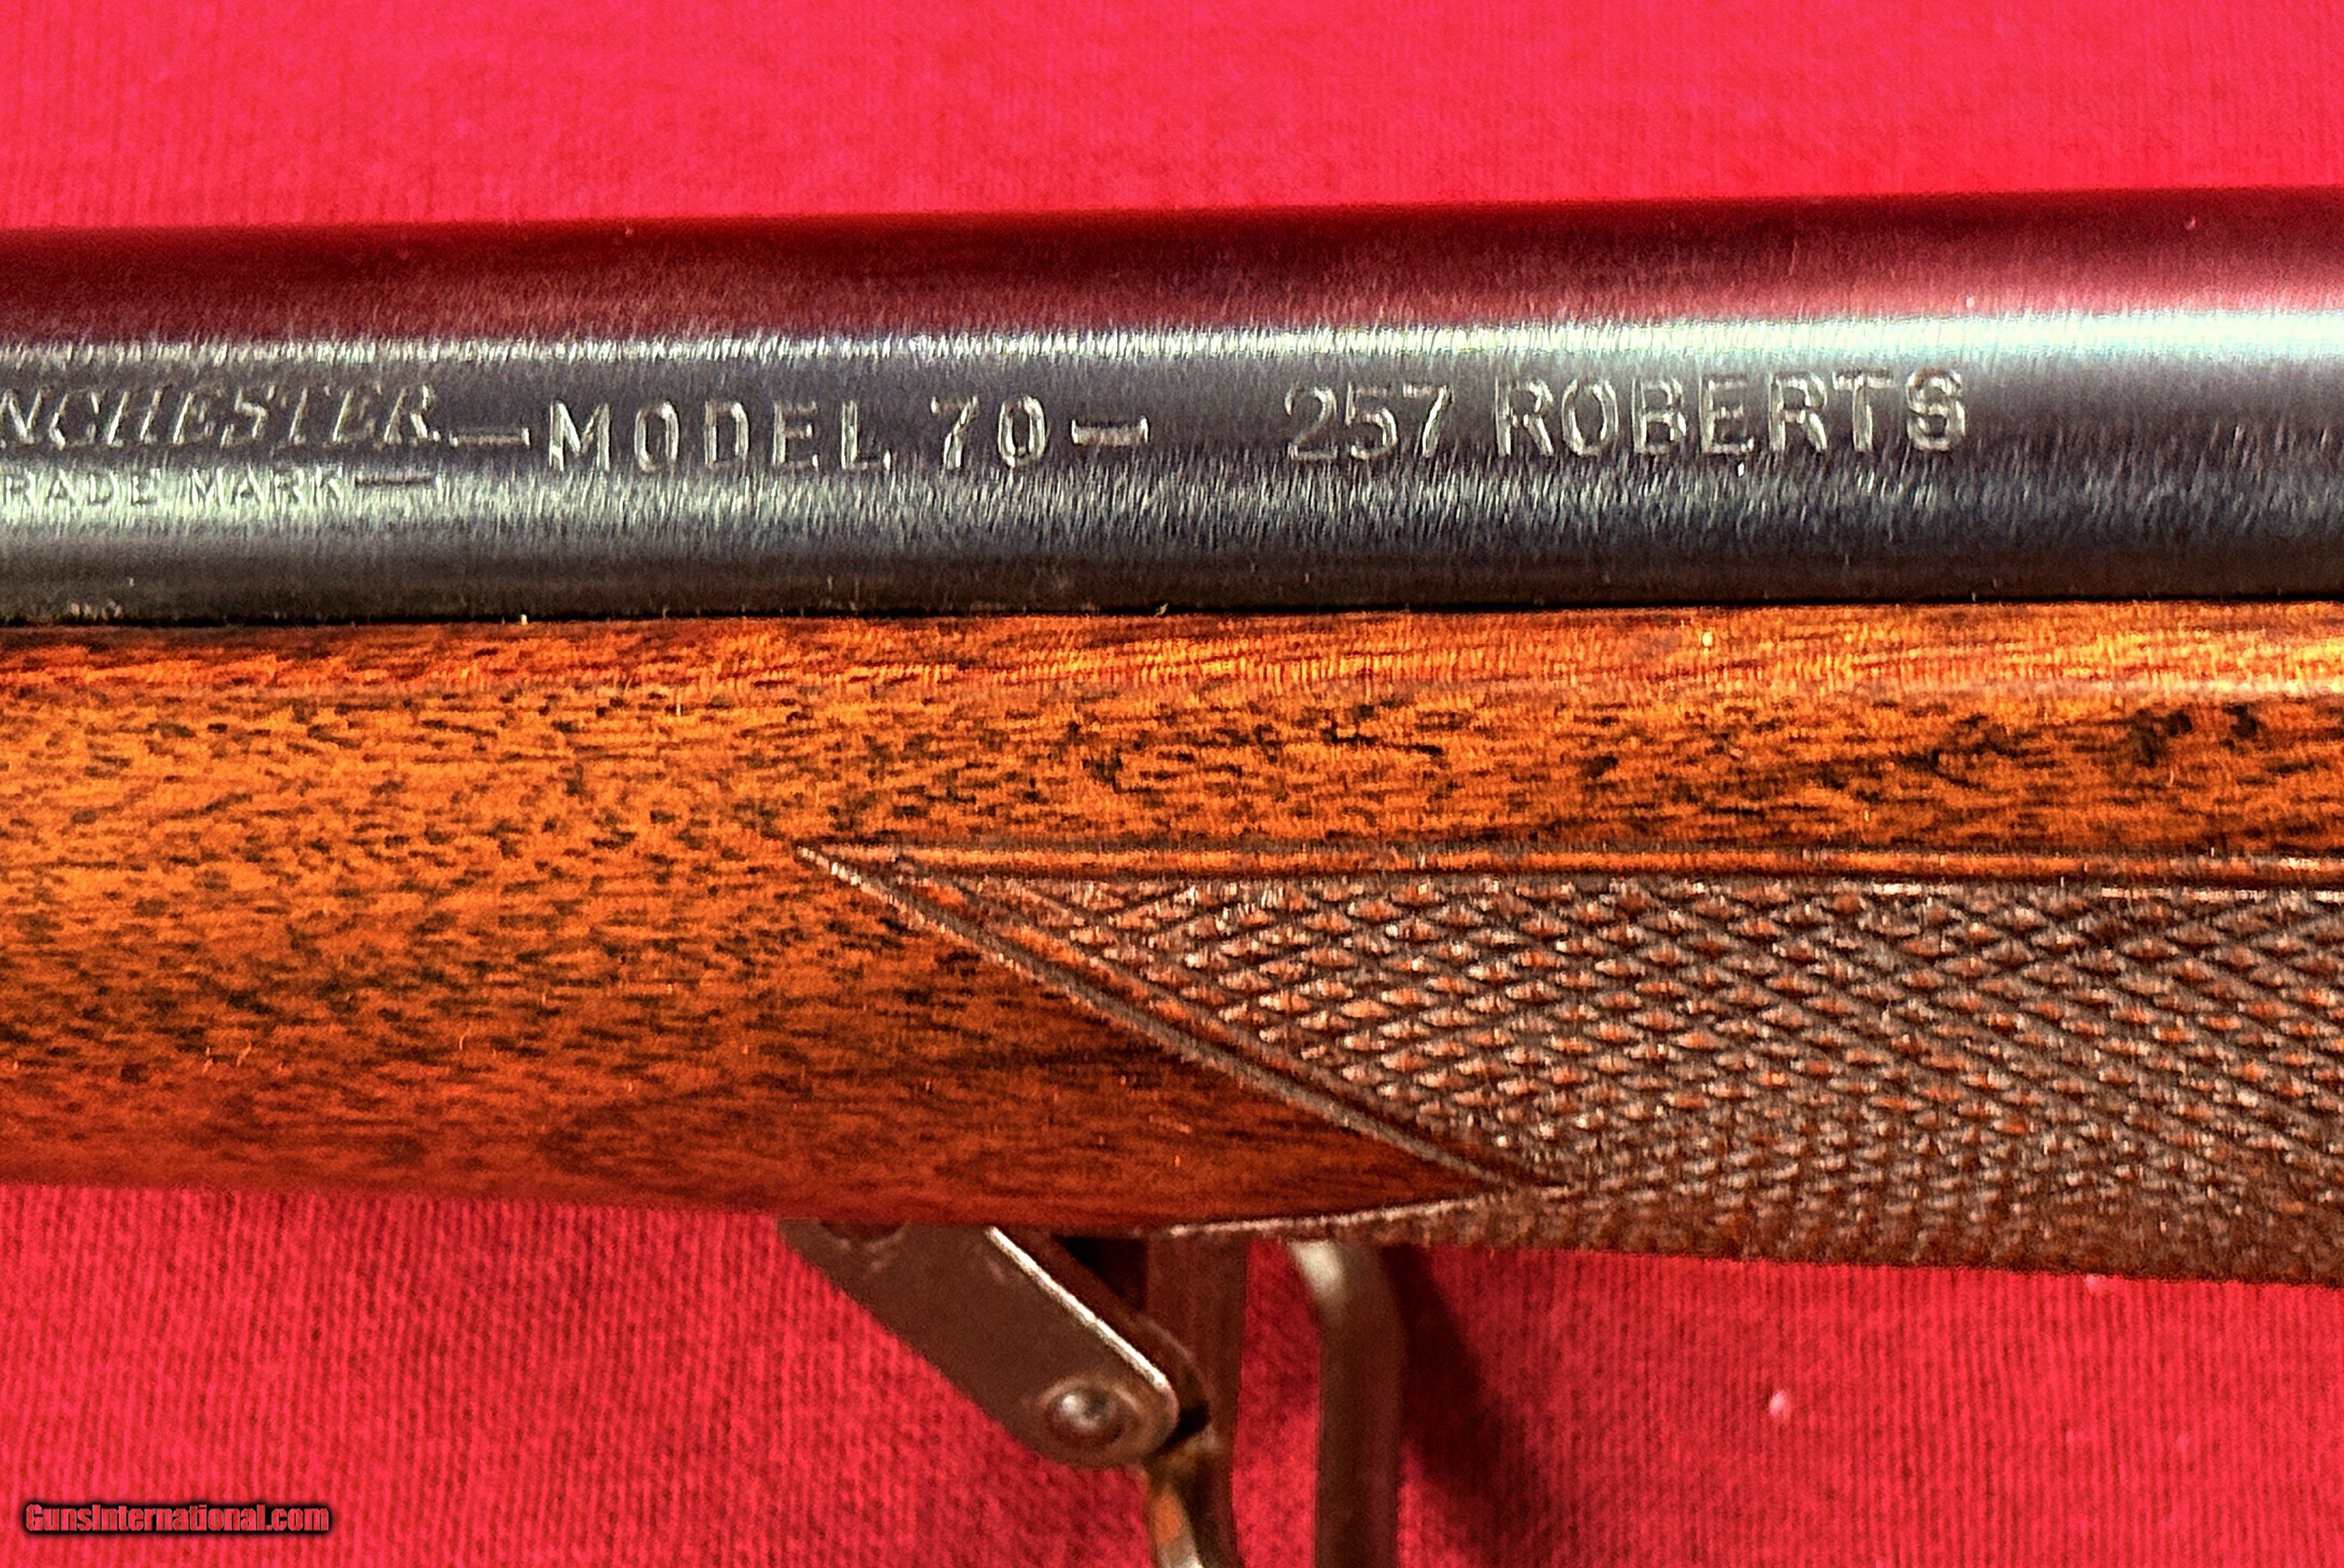 NCHESTER —MODEL 70— 257 ROBERTS
RADE MARK—
GunsInternational.com